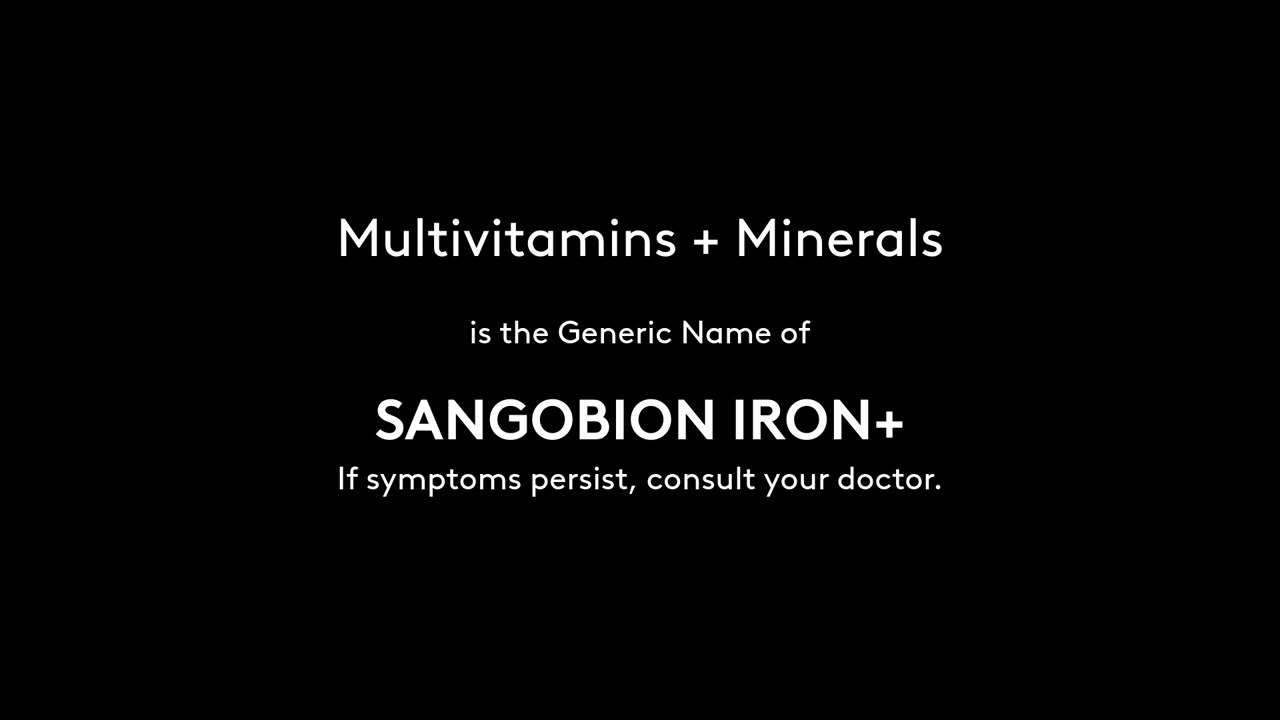 Multivitamins + Minerals
is the Generic Name of
SANGOBION IRON+
If symptoms persist, consult your doctor.